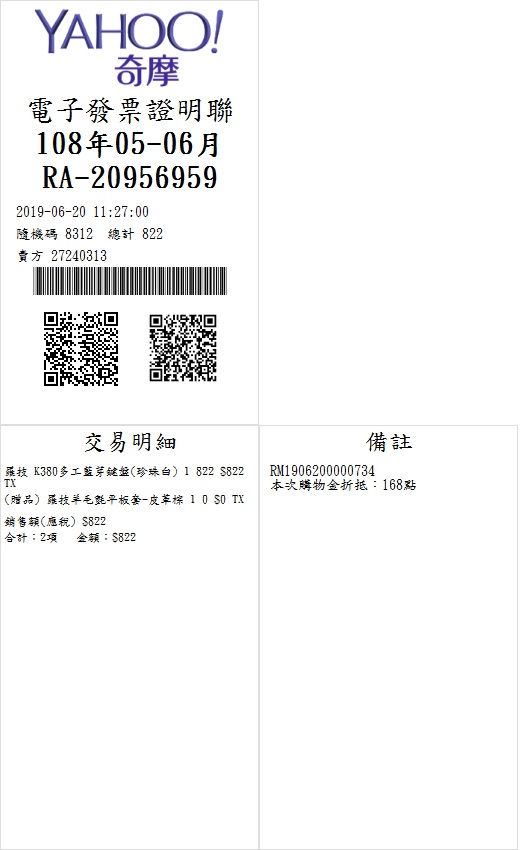 YAHOO!
奇摩
電子發票證明聯
108年05-06月
RA-20956959
2019-06-20 11:27:00
隨機碼 8312 總計 822
賣方 27240313
交易明細
羅技 K380多工藍芽鍵盤(珍珠白) 1 822 $822
TX
(贈品) 羅技羊毛氈平板套-皮革棕 1 0 $0 TX
銷售額(應稅) $822
合計：2項 金額：$822
備註
RM1906200000734
本次購物金折抵：168點